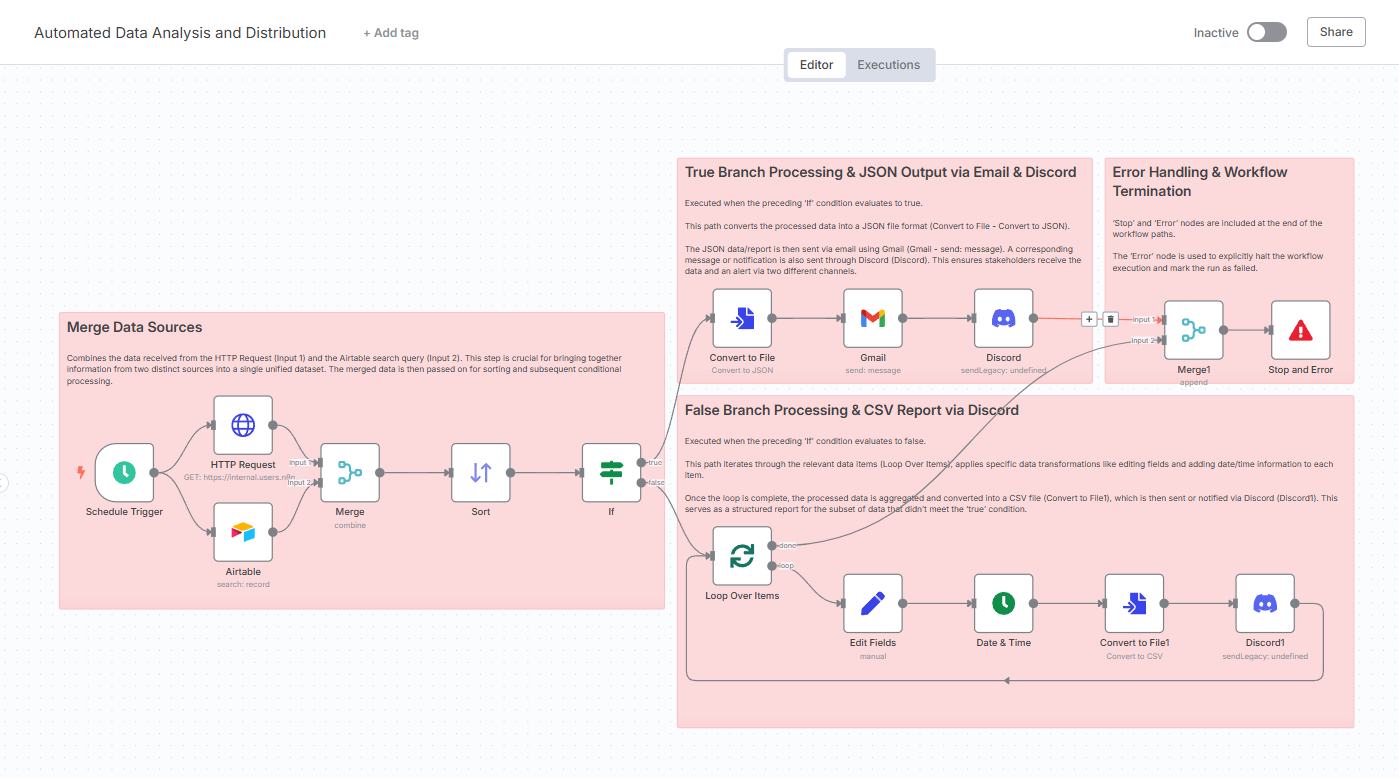 Automated Data Analysis and Distribution
+ Add tag
Inactive
Share
Editor
Executions
True Branch Processing & JSON Output via Email & Discord
Executed when the preceding 'If' condition evaluates to true.
This path converts the processed data into a JSON file format (Convert to File - Convert to JSON).
The JSON data/report is then sent via email using Gmail (Gmail - send: message). A corresponding
message or notification is also sent through Discord (Discord). This ensures stakeholders receive the
data and an alert via two different channels.
Convert to File
Convert to JSON
Gmail
send: message
Discord
sendLegacy: undefined
Error Handling & Workflow
Termination
'Stop' and 'Error' nodes are included at the end of the
workflow paths.
The 'Error' node is used to explicitly halt the workflow
execution and mark the run as failed.
Input 1
Input 2
Merge1
append
Stop and Error
Merge Data Sources
Combines the data received from the HTTP Request (Input 1) and the Airtable search query (Input 2). This step is crucial for bringing together
information from two distinct sources into a single unified dataset. The merged data is then passed on for sorting and subsequent conditional
processing.
Schedule Trigger
HTTP Request
GET: https://internal.users.n8n
Airtable
search: record
Input 1
Input 2
Merge
combine
Sort
If
true
false
False Branch Processing & CSV Report via Discord
Executed when the preceding 'If' condition evaluates to false.
This path iterates through the relevant data items (Loop Over Items), applies specific data transformations like editing fields and adding date/time information to each
item.
Once the loop is complete, the processed data is aggregated and converted into a CSV file (Convert to File1), which is then sent or notified via Discord (Discord1). This
serves as a structured report for the subset of data that didn't meet the 'true' condition.
done
loop
Loop Over Items
Edit Fields
manual
Date & Time
Convert to File1
Convert to CSV
Discord1
sendLegacy: undefined